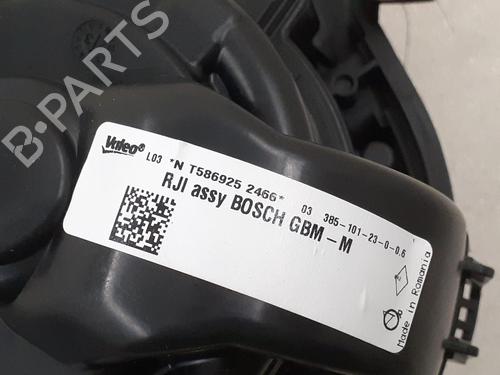 B-PARTS
Valeo
L03 *N T586925 2466* 03 385-101-23-0-0.6
RJI assy BOSCH GBM-M
Made in Romania